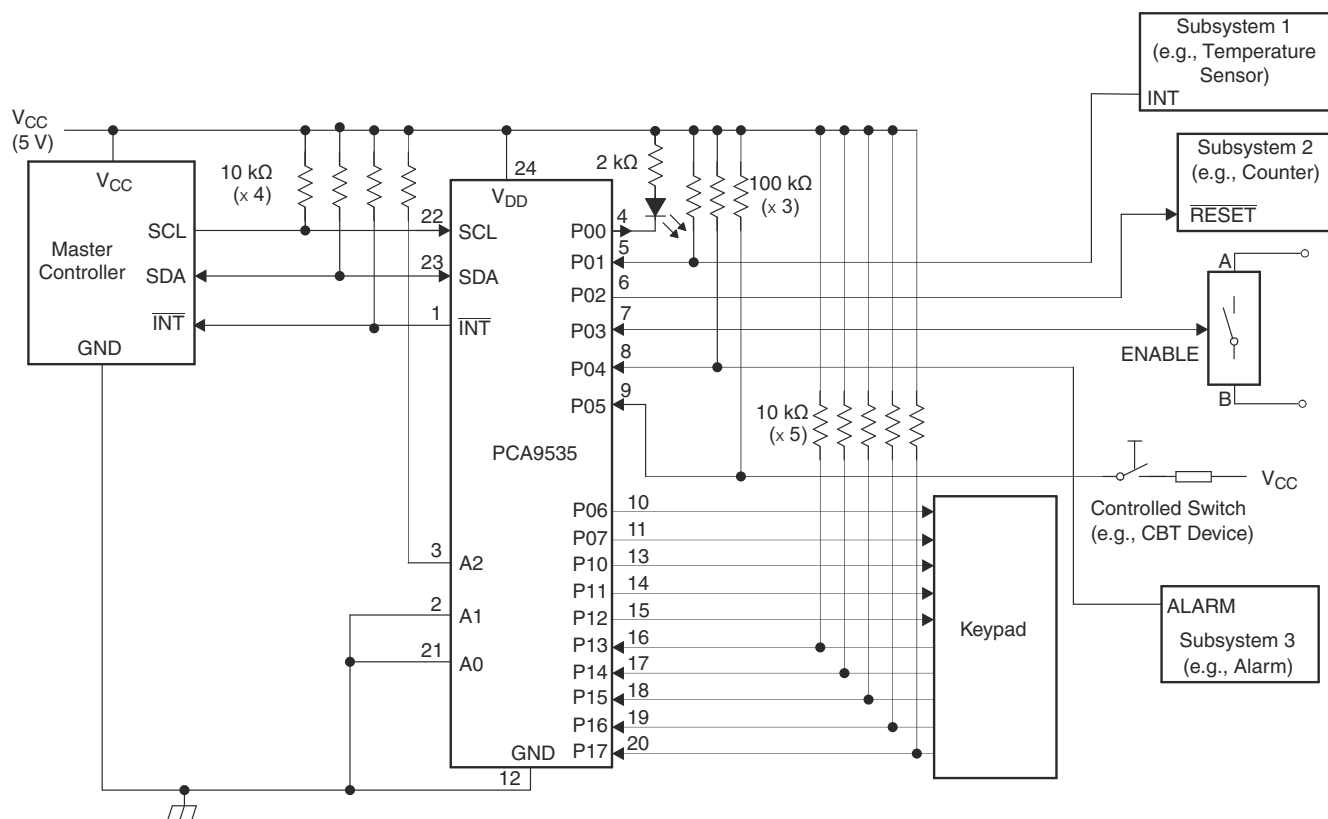 Subsystem 1
(e.g., Temperature
Sensor)
INT
VCC
(5 V)
Subsystem 2
(e.g., Counter)
RESET
VCC
Master
Controller
SCL
SDA
INT
GND
10 kΩ
(x 4)
24
VDD
22
SCL
23
SDA
1
INT
PCA9535
3
A2
2
A1
21
A0
GND
12
2 kΩ
100 kΩ
(x 3)
P00
4
P01
5
P02
6
P03
7
P04
8
P05
9
10 kΩ
(x 5)
P06
10
P07
11
P10
13
P11
14
P12
15
P13
16
P14
17
P15
18
P16
19
P17
20
Keypad
A
ENABLE
B
VCC
Controlled Switch
(e.g., CBT Device)
ALARM
Subsystem 3
(e.g., Alarm)